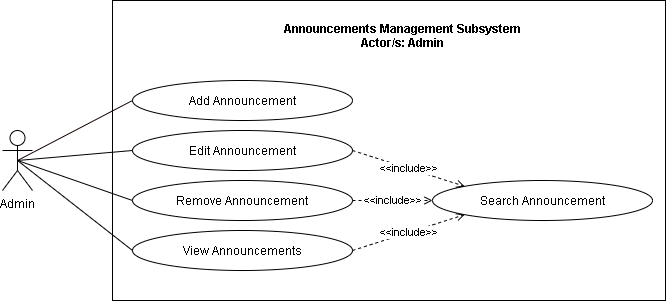 Announcements Management Subsystem
Actor/s: Admin
Add Announcement
Edit Announcement
<<include>>
Admin
Remove Announcement
<<include>>
Search Announcement
View Announcements
<<include>>